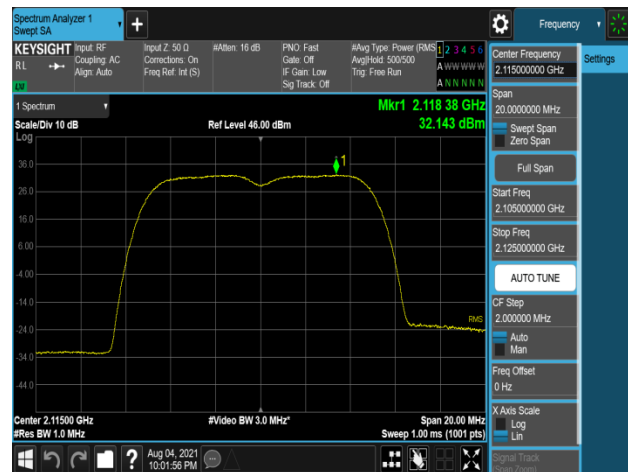 Spectrum Analyzer 1
Swept SA
Frequency
KEYSIGHT
RL
Input: RF
Coupling: AC
Align: Auto
Input Z: 50 Ω
Corrections: On
Freq Ref: Int (S)
#Atten: 16 dB
PNO: Fast
Gate: Off
IF Gain: Low
Sig Track: Off
#Avg Type: Power (RMS
Avg|Hold: 500/500
Trig: Free Run
1 2 3 4 5 6
A W W W W W
A N N N N N
LXI
1 Spectrum
Scale/Div 10 dB
Log
Ref Level 46.00 dBm
Mkr1 2.118 38 GHz
32.143 dBm
1
36.0
26.0
16.0
6.00
-4.00
-14.0
-24.0
-34.0
-44.0
RMS
Center 2.11500 GHz
#Res BW 1.0 MHz
#Video BW 3.0 MHz*
Span 20.00 MHz
Sweep 1.00 ms (1001 pts)
Center Frequency
2.115000000 GHz
Settings
Span
20.0000000 MHz
Swept Span
Zero Span
Full Span
Start Freq
2.105000000 GHz
Stop Freq
2.125000000 GHz
AUTO TUNE
CF Step
2.000000 MHz
Auto
Man
Freq Offset
0 Hz
X Axis Scale
Log
Lin
Signal Track
(Span Zoom)
?
Aug 04, 2021
10:01:56 PM